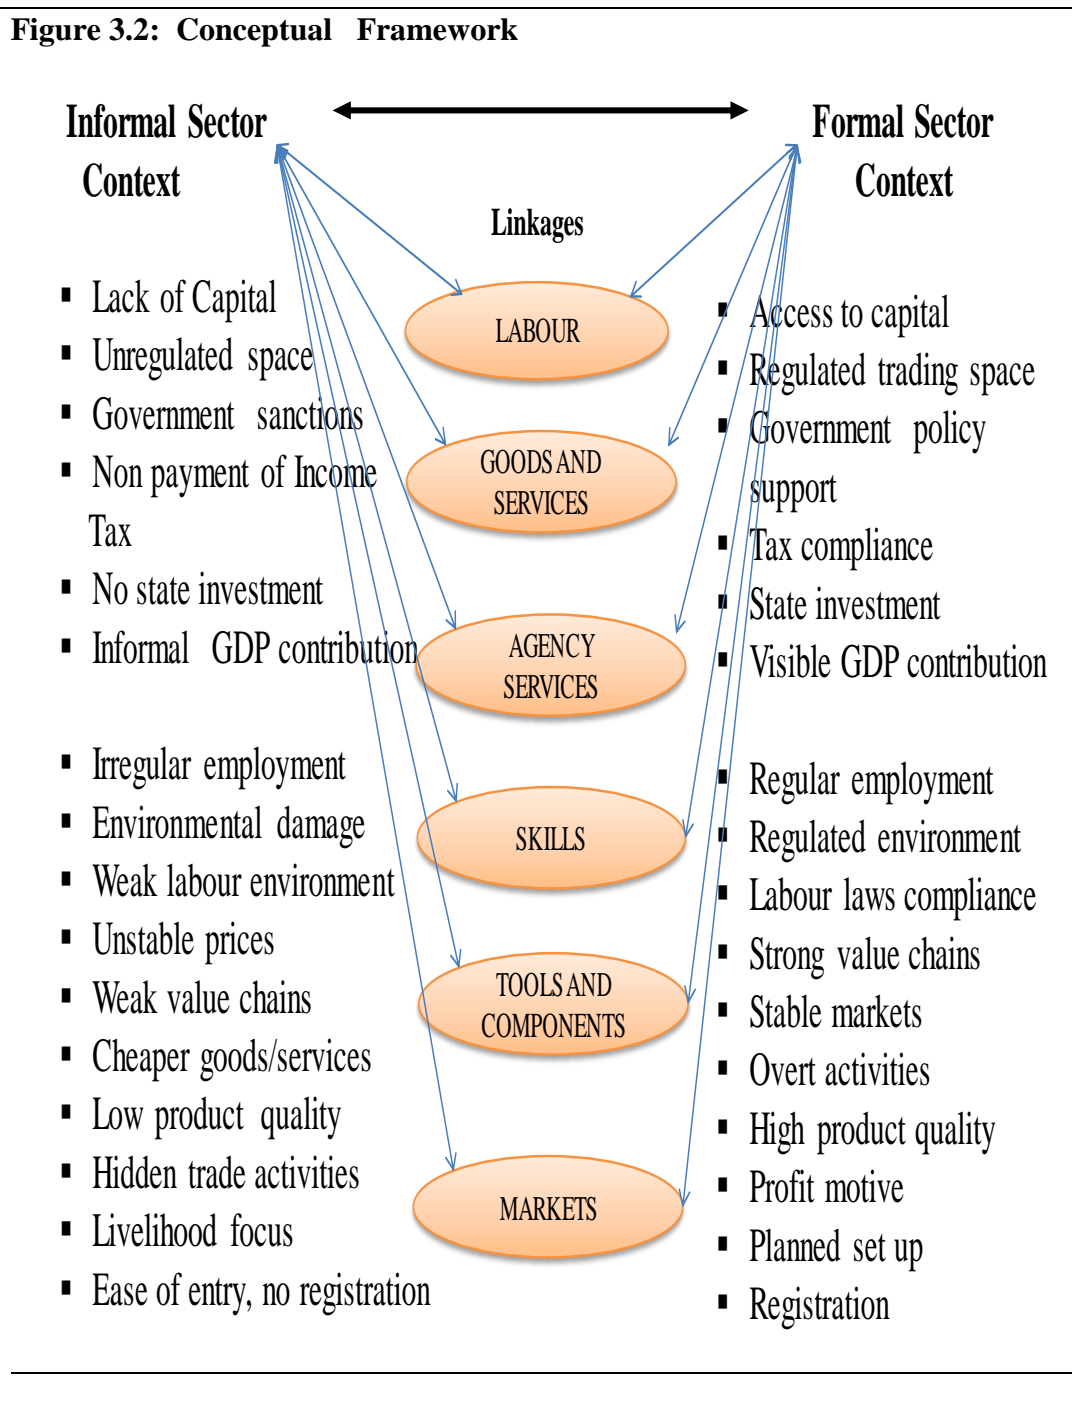 Figure 3.2: Conceptual Framework
Informal Sector
Context
Formal Sector
Context
Linkages
▪ Lack of Capital
▪ Unregulated space
▪ Government sanctions
▪ Non payment of Income
Tax
▪ No state investment
▪ Informal GDP contribution
▪ Irregular employment
▪ Environmental damage
▪ Weak labour environment
▪ Unstable prices
▪ Weak value chains
▪ Cheaper goods/services
▪ Low product quality
▪ Hidden trade activities
▪ Livelihood focus
▪ Ease of entry, no registration
LABOUR
GOODS AND
SERVICES
AGENCY
SERVICES
SKILLS
TOOLS AND
COMPONENTS
MARKETS
▪ Access to capital
▪ Regulated trading space
▪ Government policy
support
▪ Tax compliance
▪ State investment
▪ Visible GDP contribution
▪ Regular employment
▪ Regulated environment
▪ Labour laws compliance
▪ Strong value chains
▪ Stable markets
▪ Overt activities
▪ High product quality
▪ Profit motive
▪ Planned set up
▪ Registration